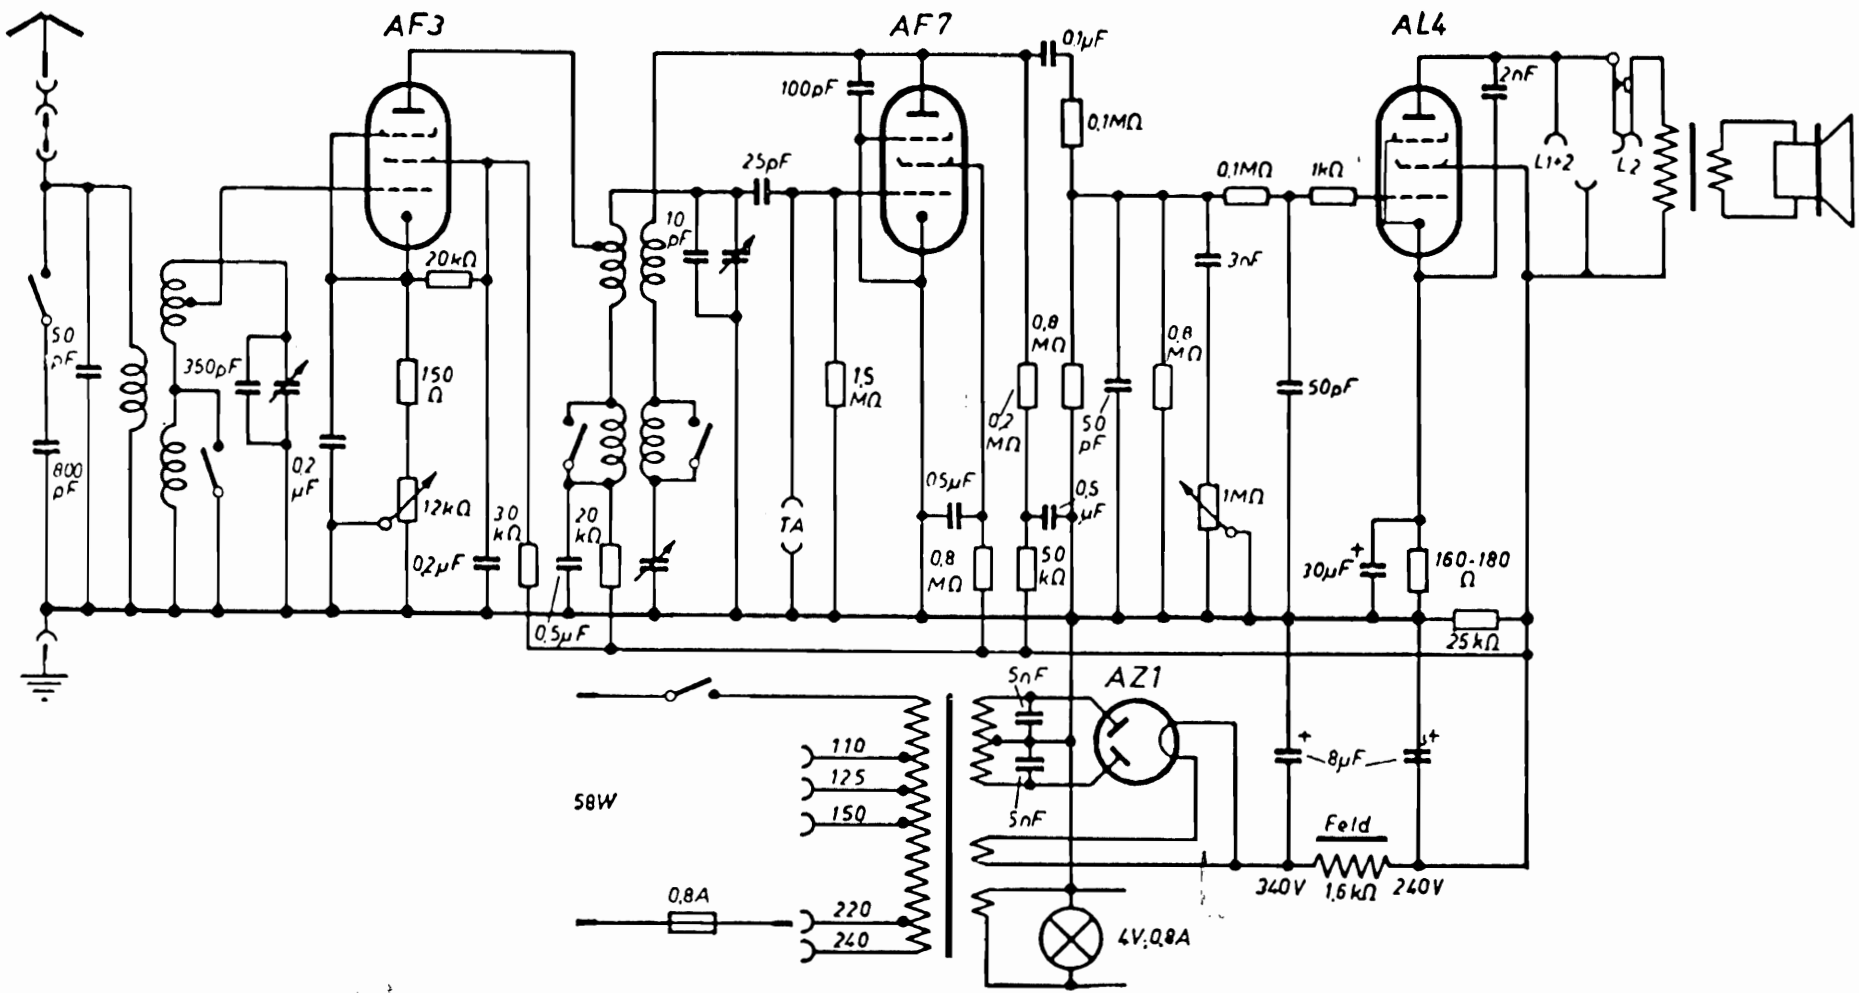 AF3
AF7
AL4
0,1µF
2nF
100pF
0,1MΩ
25pF
0,1MΩ
1kΩ
L1+2
L2
10
pF
20kΩ
3nF
50
pF
350pF
150
Ω
1,5
MΩ
0,8
MΩ
0,2
MΩ
50
pF
0,8
MΩ
50pF
800
pF
0,2
µF
12kΩ
30
kΩ
20
kΩ
0,2µF
0,5µF
TA
0,5µF
0,8
MΩ
0,5
µF
50
kΩ
1MΩ
30µF
+
160-180
Ω
25kΩ
5nF
AZ1
110
125
150
58W
5nF
+
8µF
+
Feld
340V
1,6kΩ
240V
0,8A
220
240
4V;0,8A